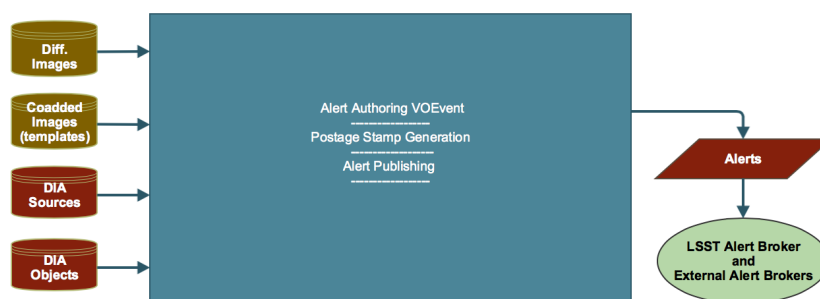 Diff.
Images
Coadded
Images
(templates)
DIA
Sources
DIA
Objects
Alert Authoring VOEvent
-------------------
Postage Stamp Generation
--------------------
Alert Publishing
-------------------
Alerts
LSST Alert Broker
and
External Alert Brokers